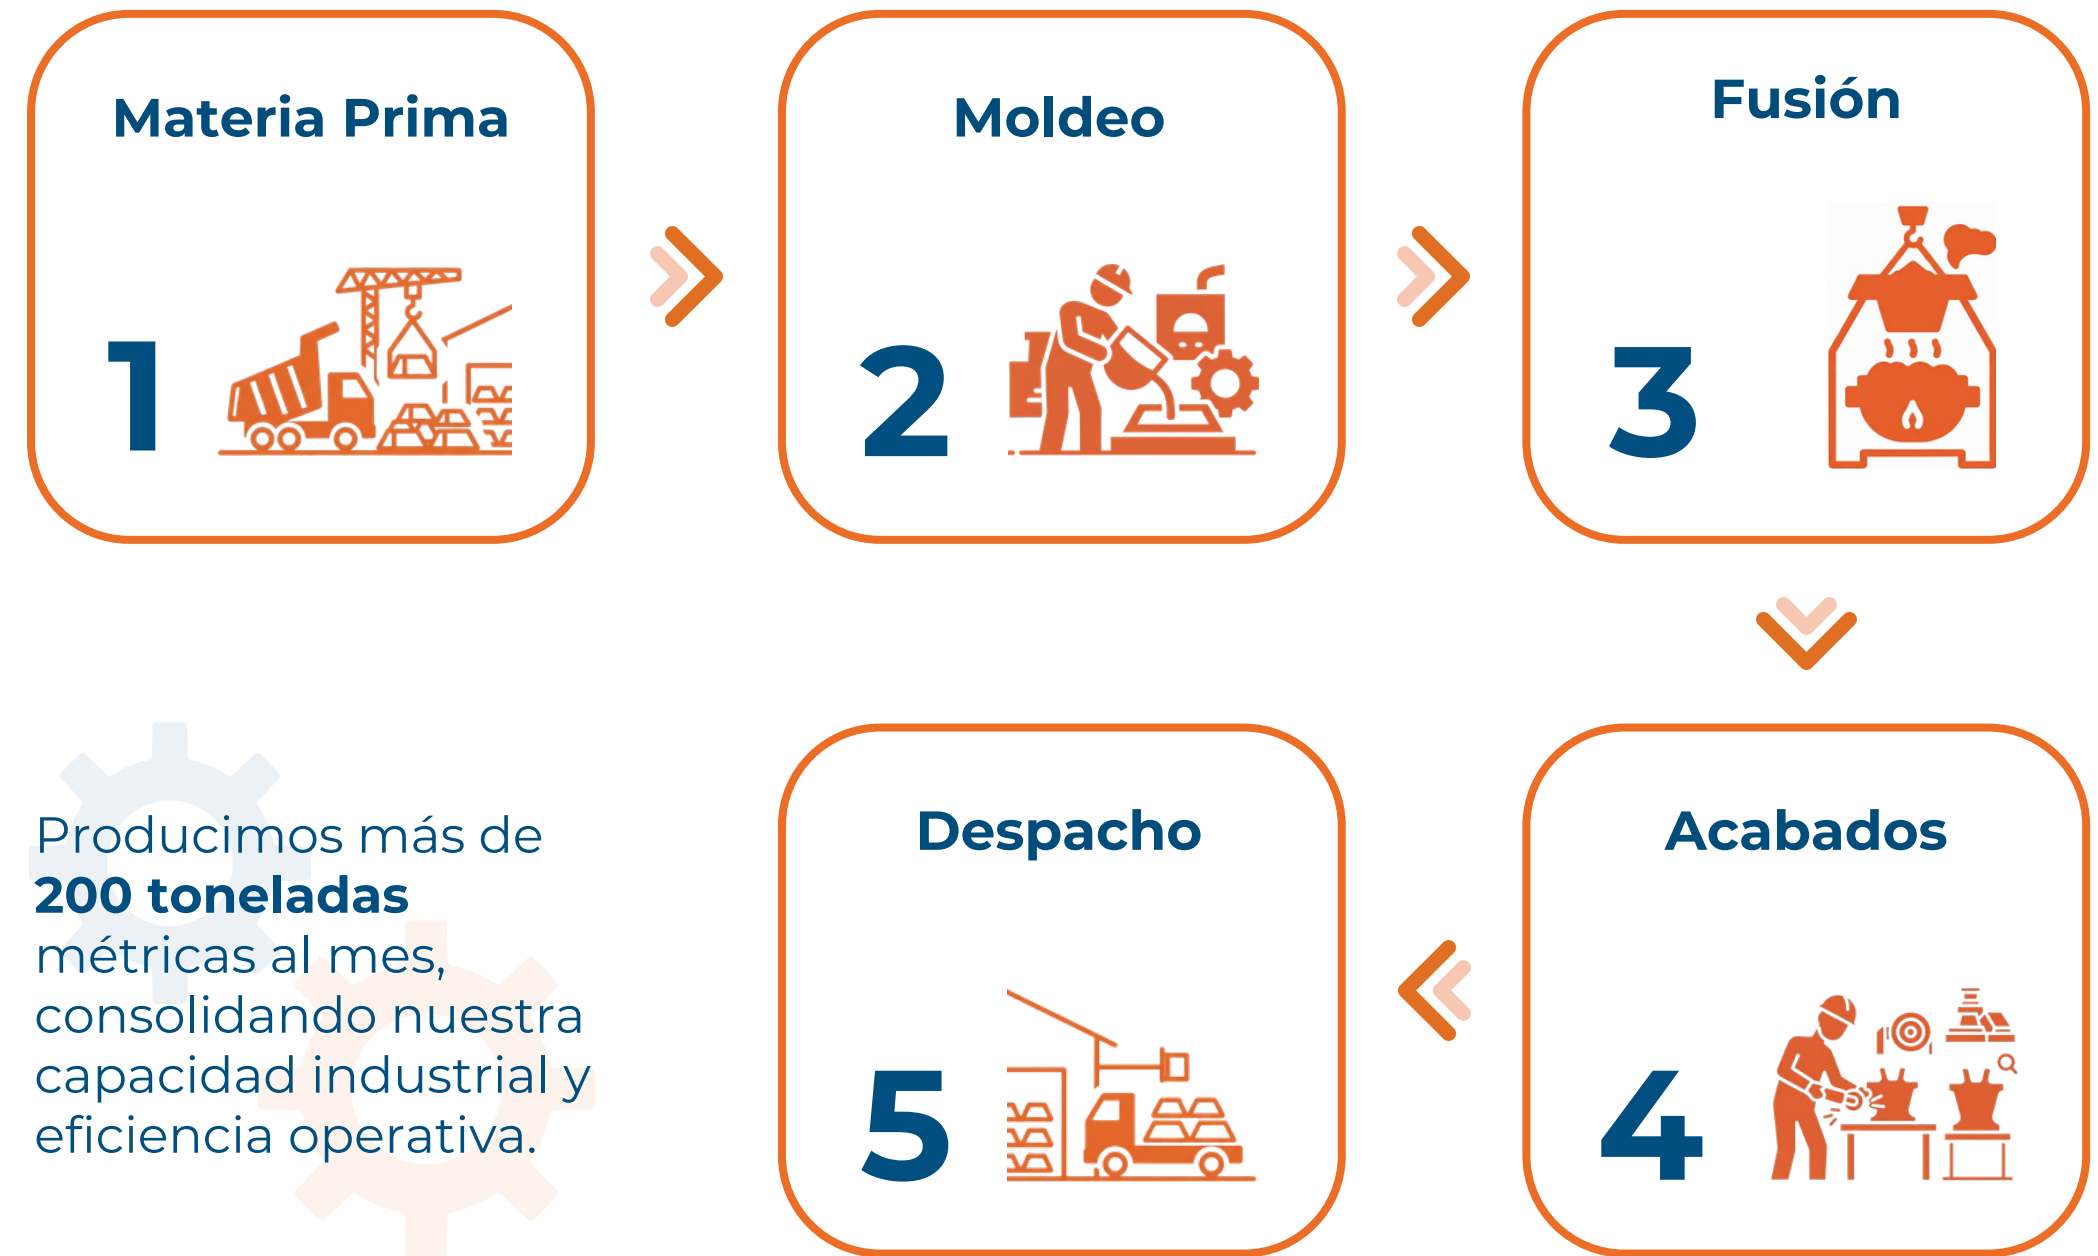 Materia Prima
1
Moldeo
2
Fusión
3
Acabados
4
Despacho
5
Producimos más de
200 toneladas
métricas al mes,
consolidando nuestra
capacidad industrial y
eficiencia operativa.